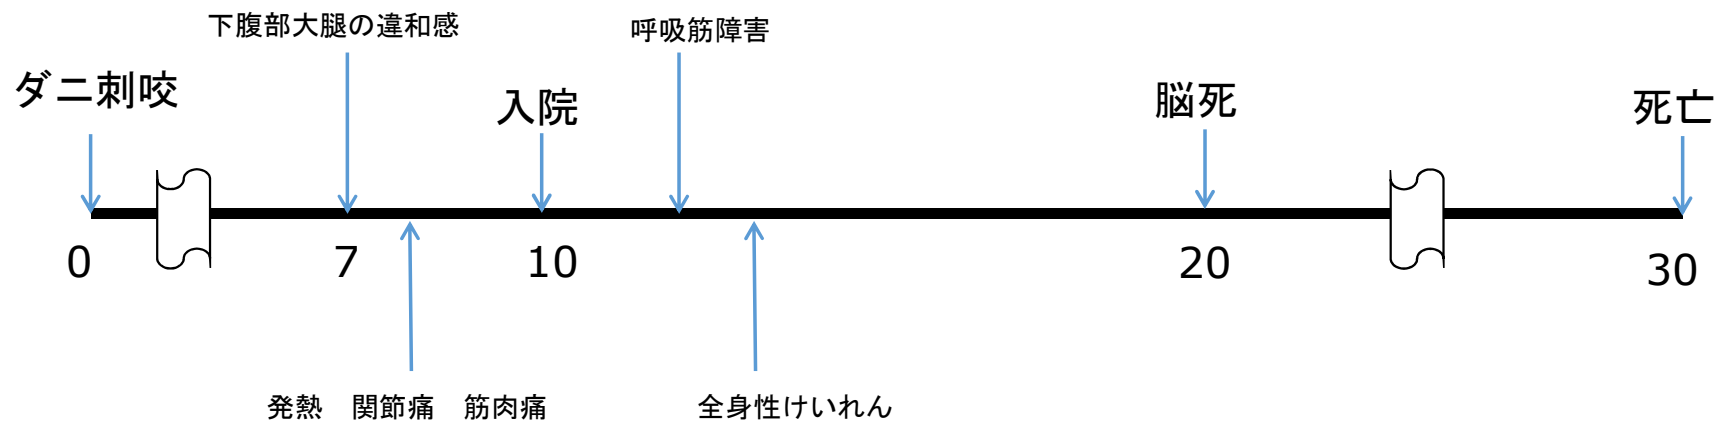 下腹部大腿の違和感
呼吸筋障害
ダニ刺咬
入院
脳死
死亡
0
7
10
20
30
発熱　関節痛　筋肉痛
全身性けいれん